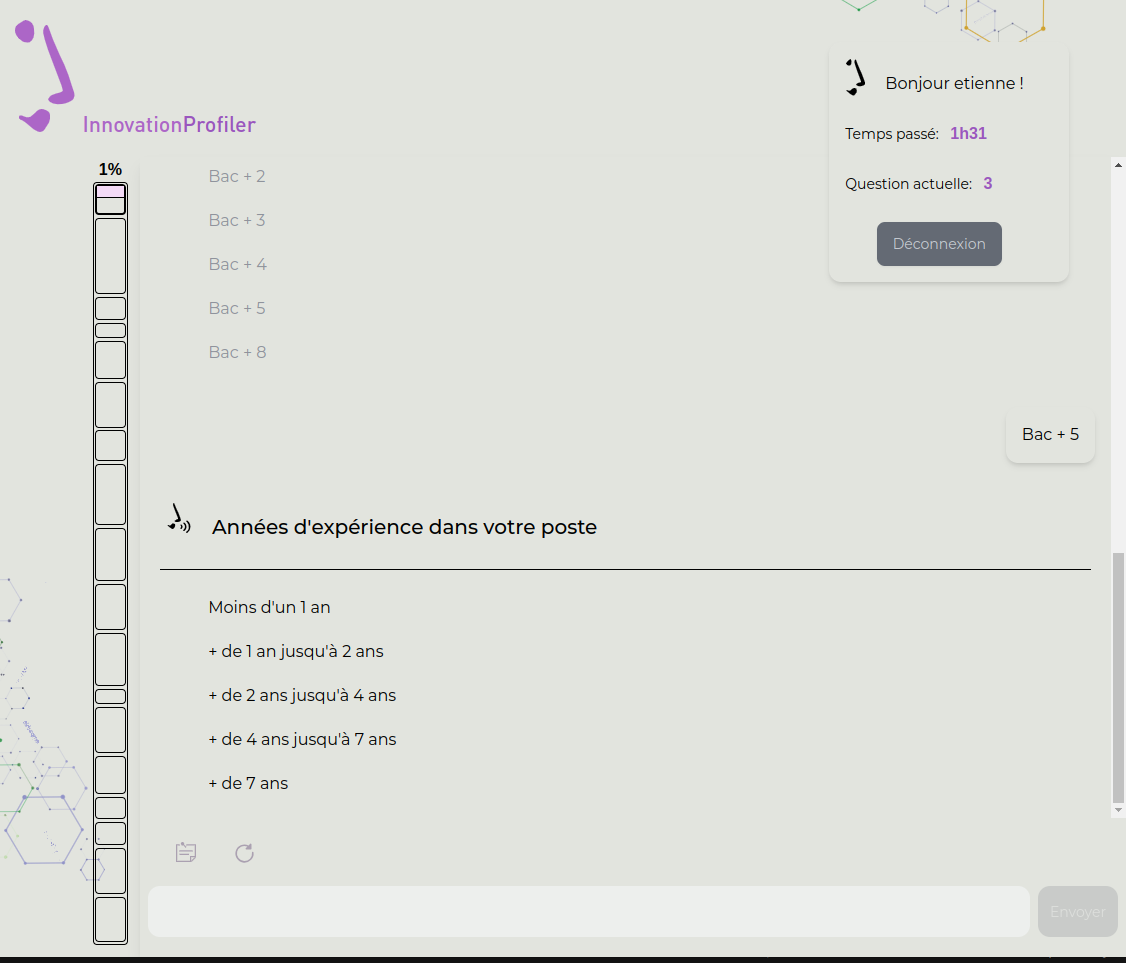 InnovationProfiler
Bonjour etienne !
Temps passé: 1h31
Question actuelle: 3
Déconnexion
1%
Bac + 2
Bac + 3
Bac + 4
Bac + 5
Bac + 8
Bac + 5
Années d'expérience dans votre poste
Moins d'un 1 an
+ de 1 an jusqu'à 2 ans
+ de 2 ans jusqu'à 4 ans
+ de 4 ans jusqu'à 7 ans
+ de 7 ans
Envoyer